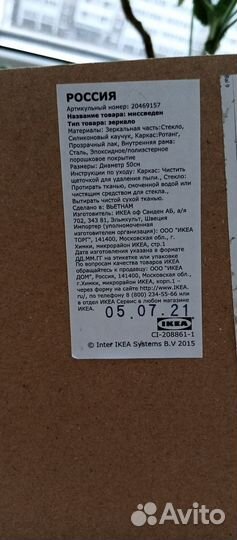 РОССИЯ
Артикульный номер: 20469157
Название товара: миссведен
Тип товара: зеркало
Материалы: Зеркальная часть:Стекло,
Силиконовый каучук, Каркас:Ротанг,
Прозрачный лак, Внутренняя рама:
Сталь, Эпоксидное/полиэстерное
порошковое покрытие
Размеры: Диаметр 50см
Инструкции по уходу: Каркас: Чистить
щеточкой для удаления пыли., Стекло:
Протирать тканью, смоченной водой или
чистящим средством для стекла.
Вытирать чистой сухой тканью.
Сделано в: ВЬЕТНАМ
Изготовитель: ИКЕА оф Сведен АБ, а/я
702, 343 81, Эльмхульт, Швеция
Импортер (уполномоченная
изготовителем организация) : ООО "ИКЕА
ТОРГ", 141400, Московская обл., г.
Химки, микрорайон ИКЕА, стр.1
Дата изготовления указана в формате
ДД.ММ.ГГ на этикетке или товаре
По вопросам качества товаров ИКЕА
обращайтесь к продавцу: ООО "ИКЕА
ДОМ", Россия, 141400, Московская обл.,
г.Химки, микрорайон ИКЕА, корп.1 -
через форму на сайте http://www.IKEA.
ru/, по телефону 8 (800) 234-55-66 или
в отдел ИКЕА Сервис в любом магазине
ИКЕА.
05.07.21
IKEA
CI-208861-1
© Inter IKEA Systems B.V 2015
Avito